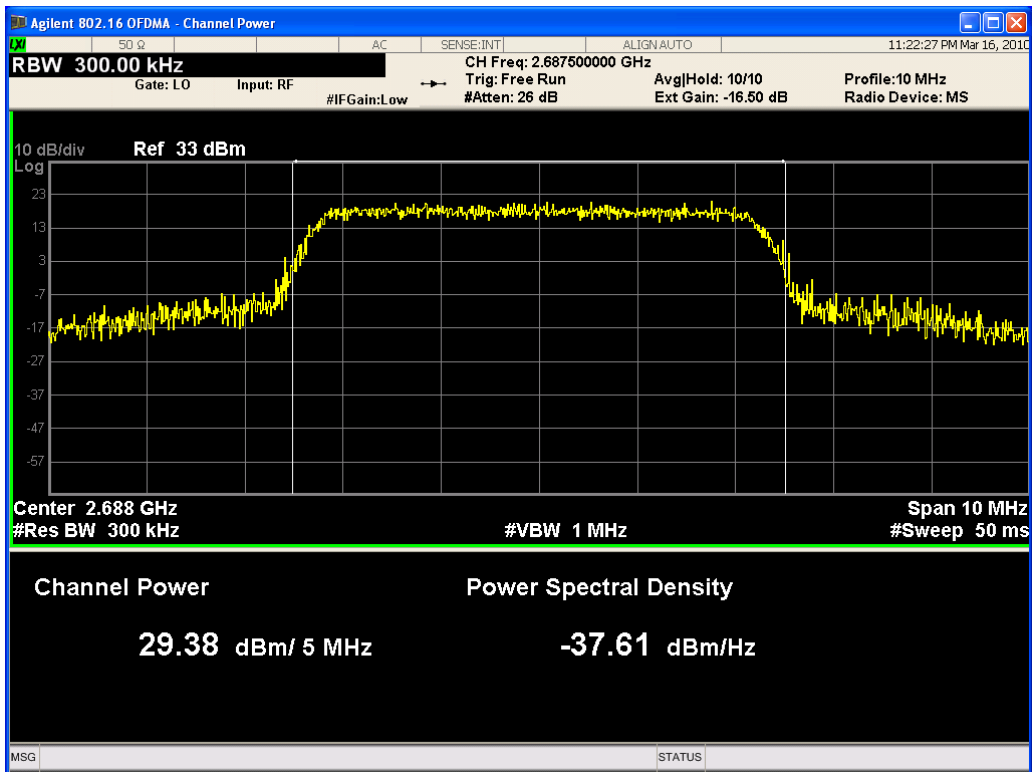 Agilent 802.16 OFDMA - Channel Power
LXI 50 Ω AC SENSE:INT ALIGN AUTO 11:22:27 PM Mar 16, 2010
RBW 300.00 kHz CH Freq: 2.687500000 GHz
Gate: LO Input: RF Trig: Free Run Avg|Hold: 10/10 Profile:10 MHz
#IFGain:Low #Atten: 26 dB Ext Gain: -16.50 dB Radio Device: MS
10 dB/div Ref 33 dBm
Log
23
13
3
-7
-17
-27
-37
-47
-57
Center 2.688 GHz Span 10 MHz
#Res BW 300 kHz #VBW 1 MHz #Sweep 50 ms
Channel Power Power Spectral Density
29.38 dBm/ 5 MHz -37.61 dBm/Hz
MSG STATUS